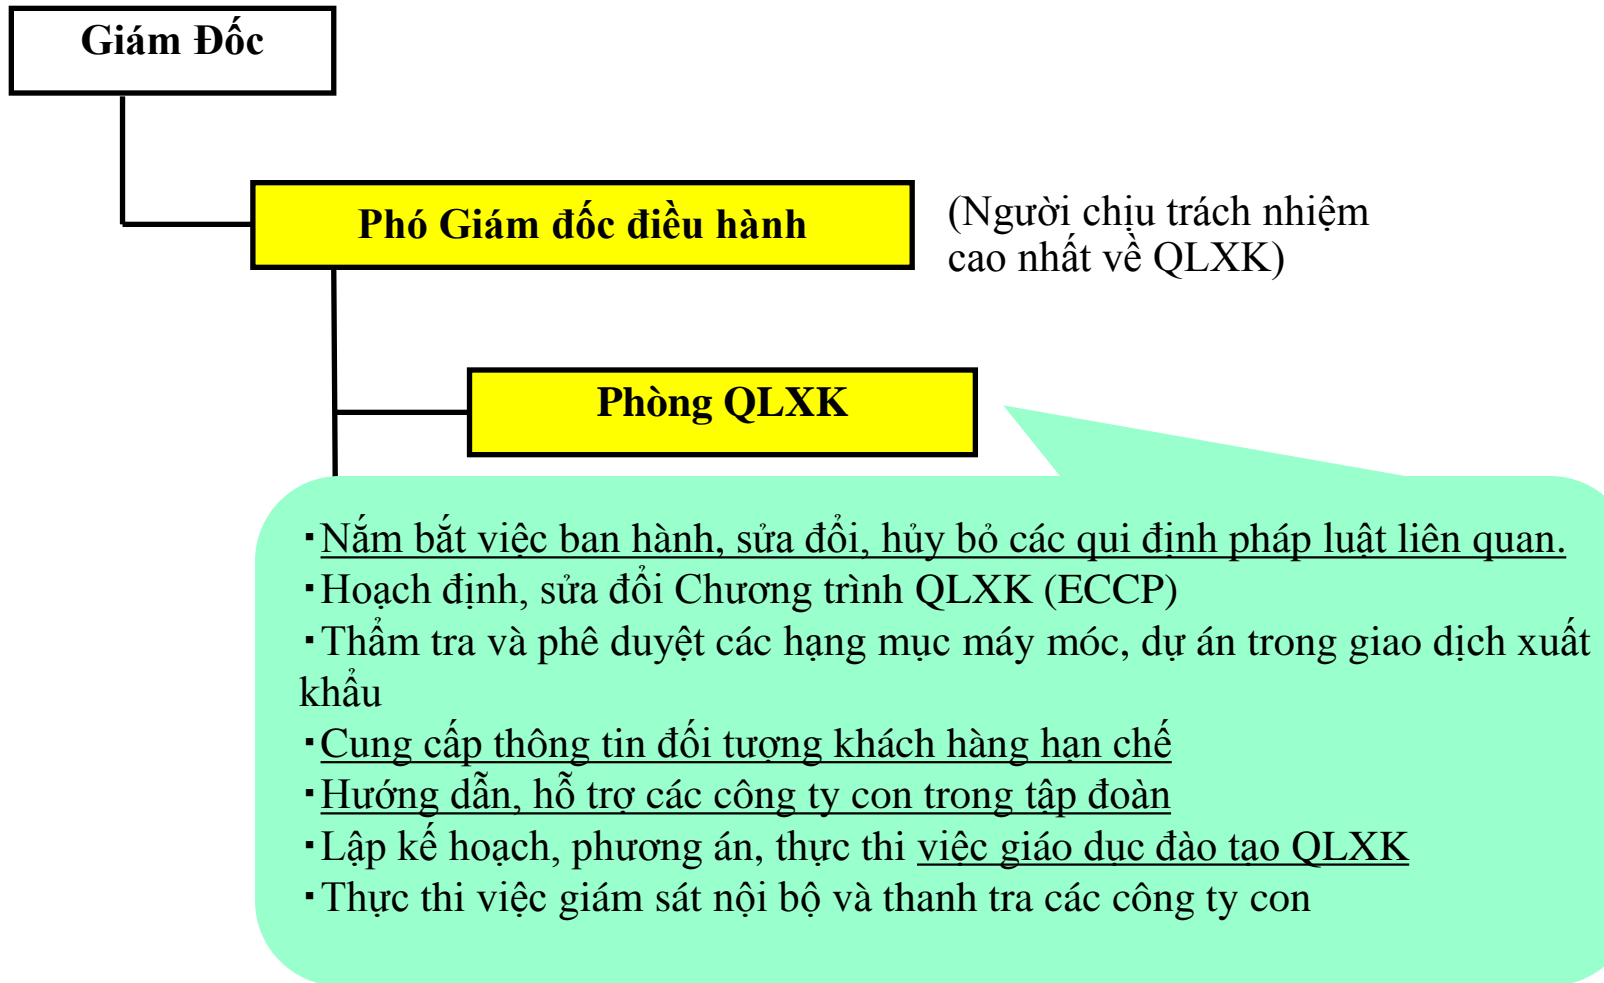 Giám Đốc
Phó Giám đốc điều hành
(Người chịu trách nhiệm
cao nhất về QLXK)
Phòng QLXK
･Nắm bắt việc ban hành, sửa đổi, hủy bỏ các qui định pháp luật liên quan.
･Hoạch định, sửa đổi Chương trình QLXK (ECCP)
･Thẩm tra và phê duyệt các hạng mục máy móc, dự án trong giao dịch xuất
khẩu
･Cung cấp thông tin đối tượng khách hàng hạn chế
･Hướng dẫn, hỗ trợ các công ty con trong tập đoàn
･Lập kế hoạch, phương án, thực thi việc giáo dục đào tạo QLXK
･Thực thi việc giám sát nội bộ và thanh tra các công ty con